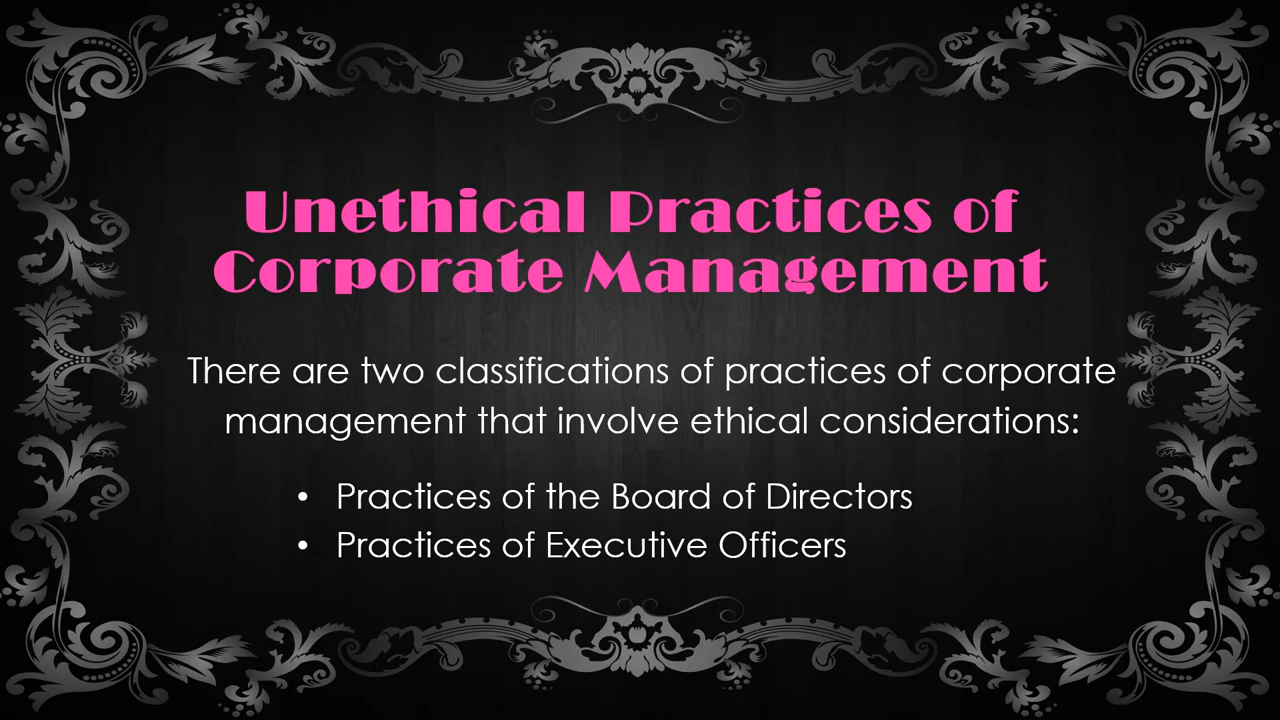 Unethical Practices of
Corporate Management
There are two classifications of practices of corporate
management that involve ethical considerations:
• Practices of the Board of Directors
• Practices of Executive Officers